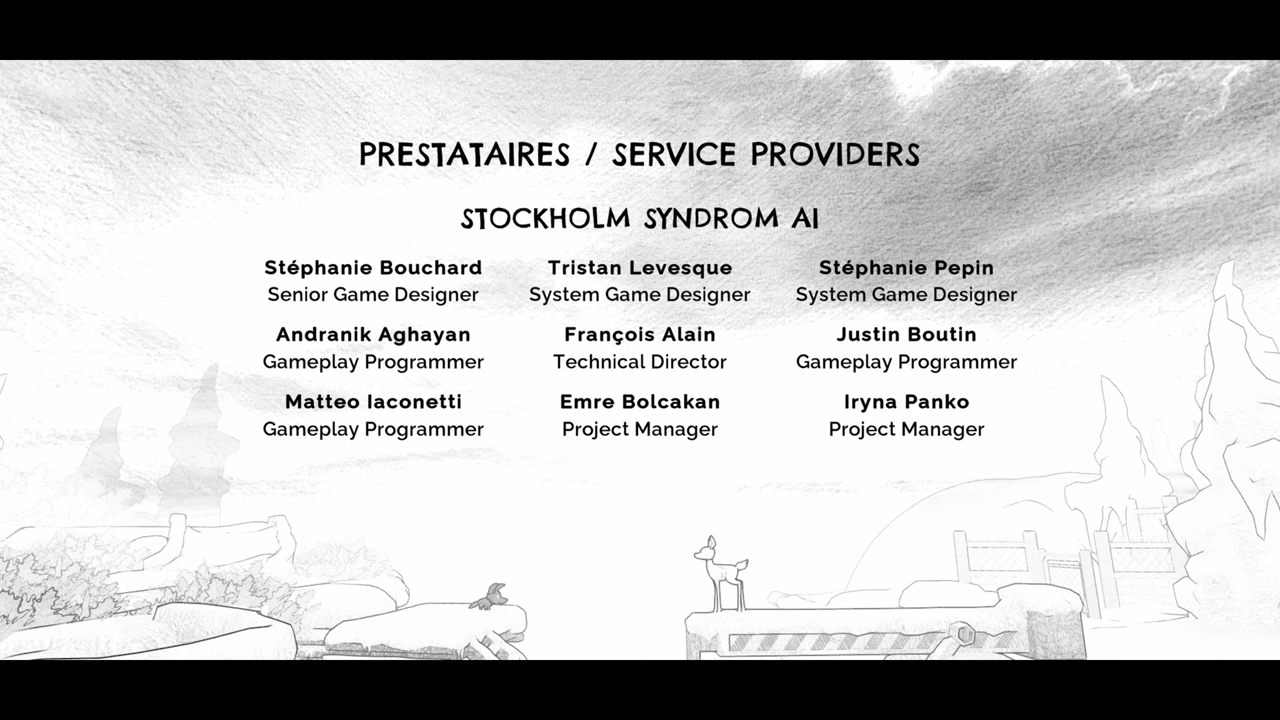 PRESTATAIRES / SERVICE PROVIDERS
STOCKHOLM SYNDROM AI
Stéphanie Bouchard Tristan Levesque Stéphanie Pepin
Senior Game Designer System Game Designer System Game Designer
Andranik Aghayan François Alain Justin Boutin
Gameplay Programmer Technical Director Gameplay Programmer
Matteo Iaconetti Emre Bolcakan Iryna Panko
Gameplay Programmer Project Manager Project Manager